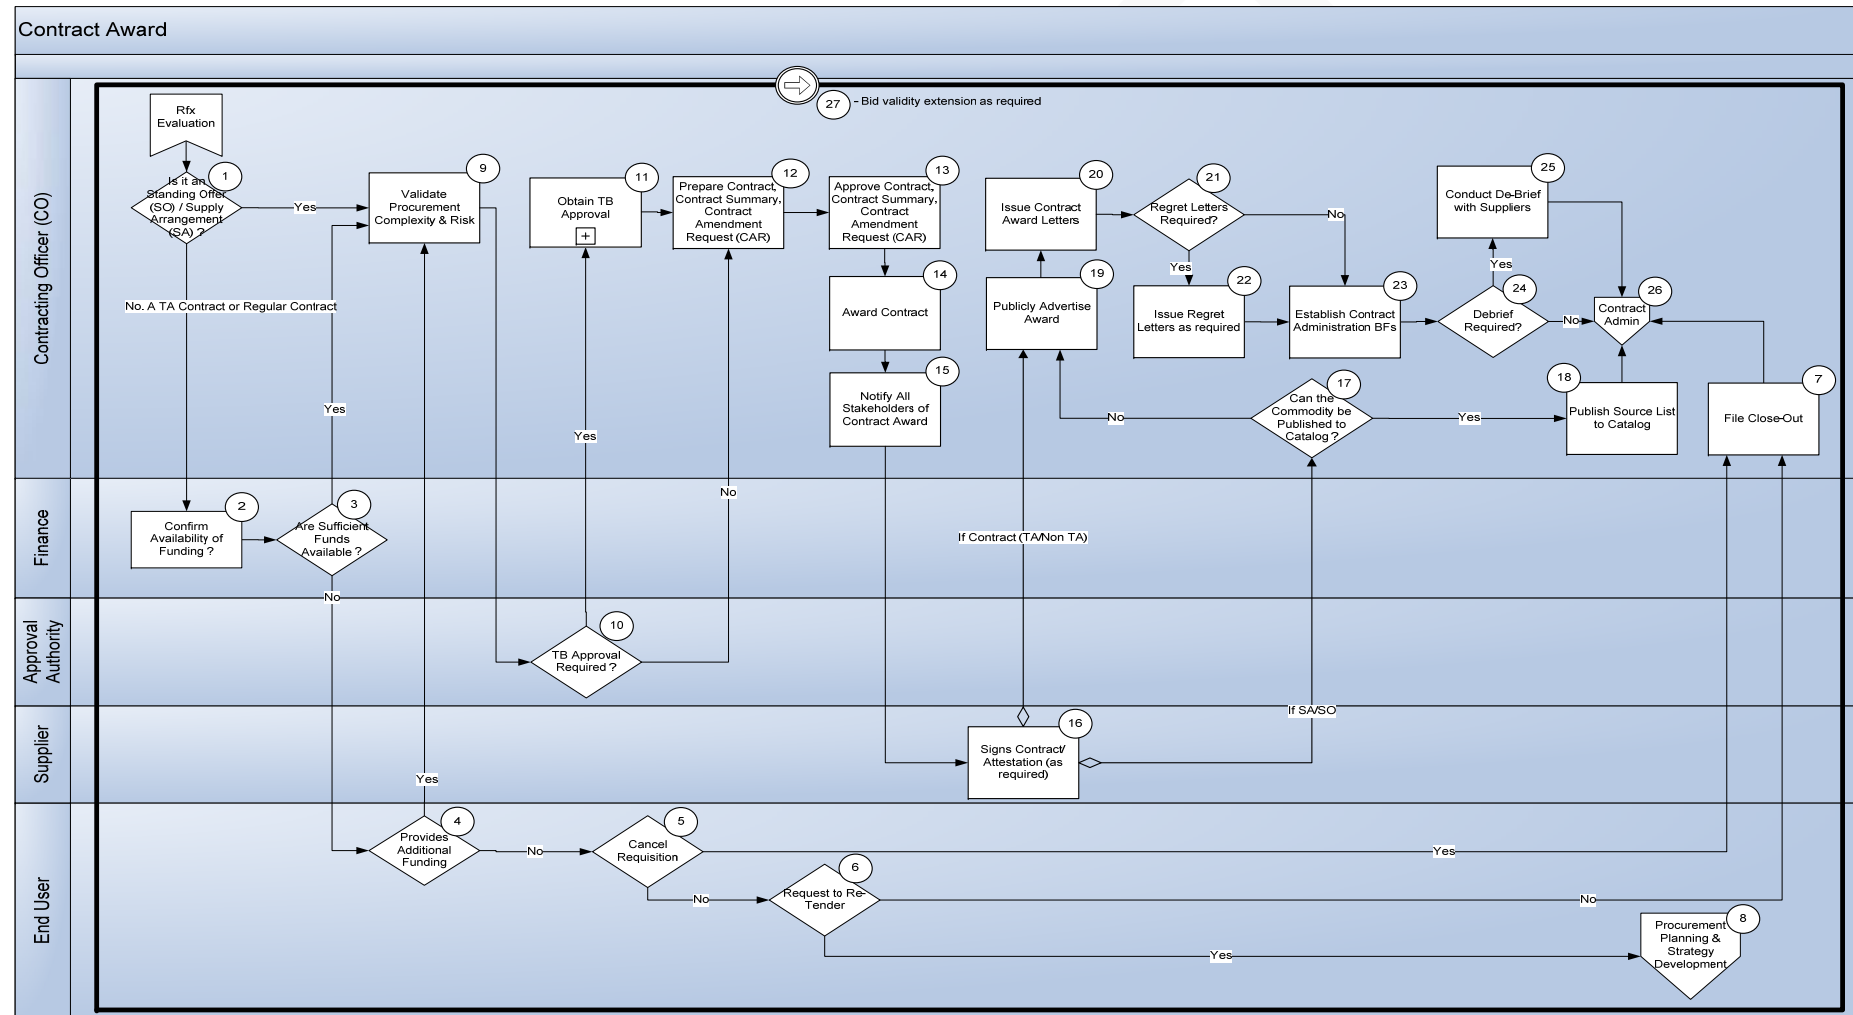 Contract Award
27
- Bid validity extension as required
Contracting Officer (CO)
Rfx
Evaluation
1
Is it an
Standing Offer
(SO) / Supply
Arrangement
(SA) ?
Yes
No. A TA Contract or Regular Contract
9
Validate
Procurement
Complexity & Risk
Yes
11
Obtain TB
Approval
+
Yes
12
Prepare Contract,
Contract Summary,
Contract
Amendment
Request (CAR)
13
Approve Contract,
Contract Summary,
Contract
Amendment
Request (CAR)
14
Award Contract
15
Notify All
Stakeholders of
Contract Award
20
Issue Contract
Award Letters
19
Publicly Advertise
Award
21
Regret Letters
Required?
No
Yes
22
Issue Regret
Letters as required
23
Establish Contract
Administration BFs
25
Conduct De-Brief
with Suppliers
Yes
24
Debrief
Required?
No
26
Contract
Admin
17
Can the
Commodity be
Published to
Catalog ?
No
Yes
18
Publish Source List
to Catalog
7
File Close-Out
Finance
2
Confirm
Availability of
Funding ?
3
Are Sufficient
Funds
Available ?
No
No
If Contract (TA/Non TA)
Approval
Authority
10
TB Approval
Required ?
Supplier
16
Signs Contract/
Attestation (as
required)
If SA/SO
Yes
End User
4
Provides
Additional
Funding
No
5
Cancel
Requisition
Yes
No
6
Request to Re-
Tender
No
Yes
8
Procurement
Planning &
Strategy
Development